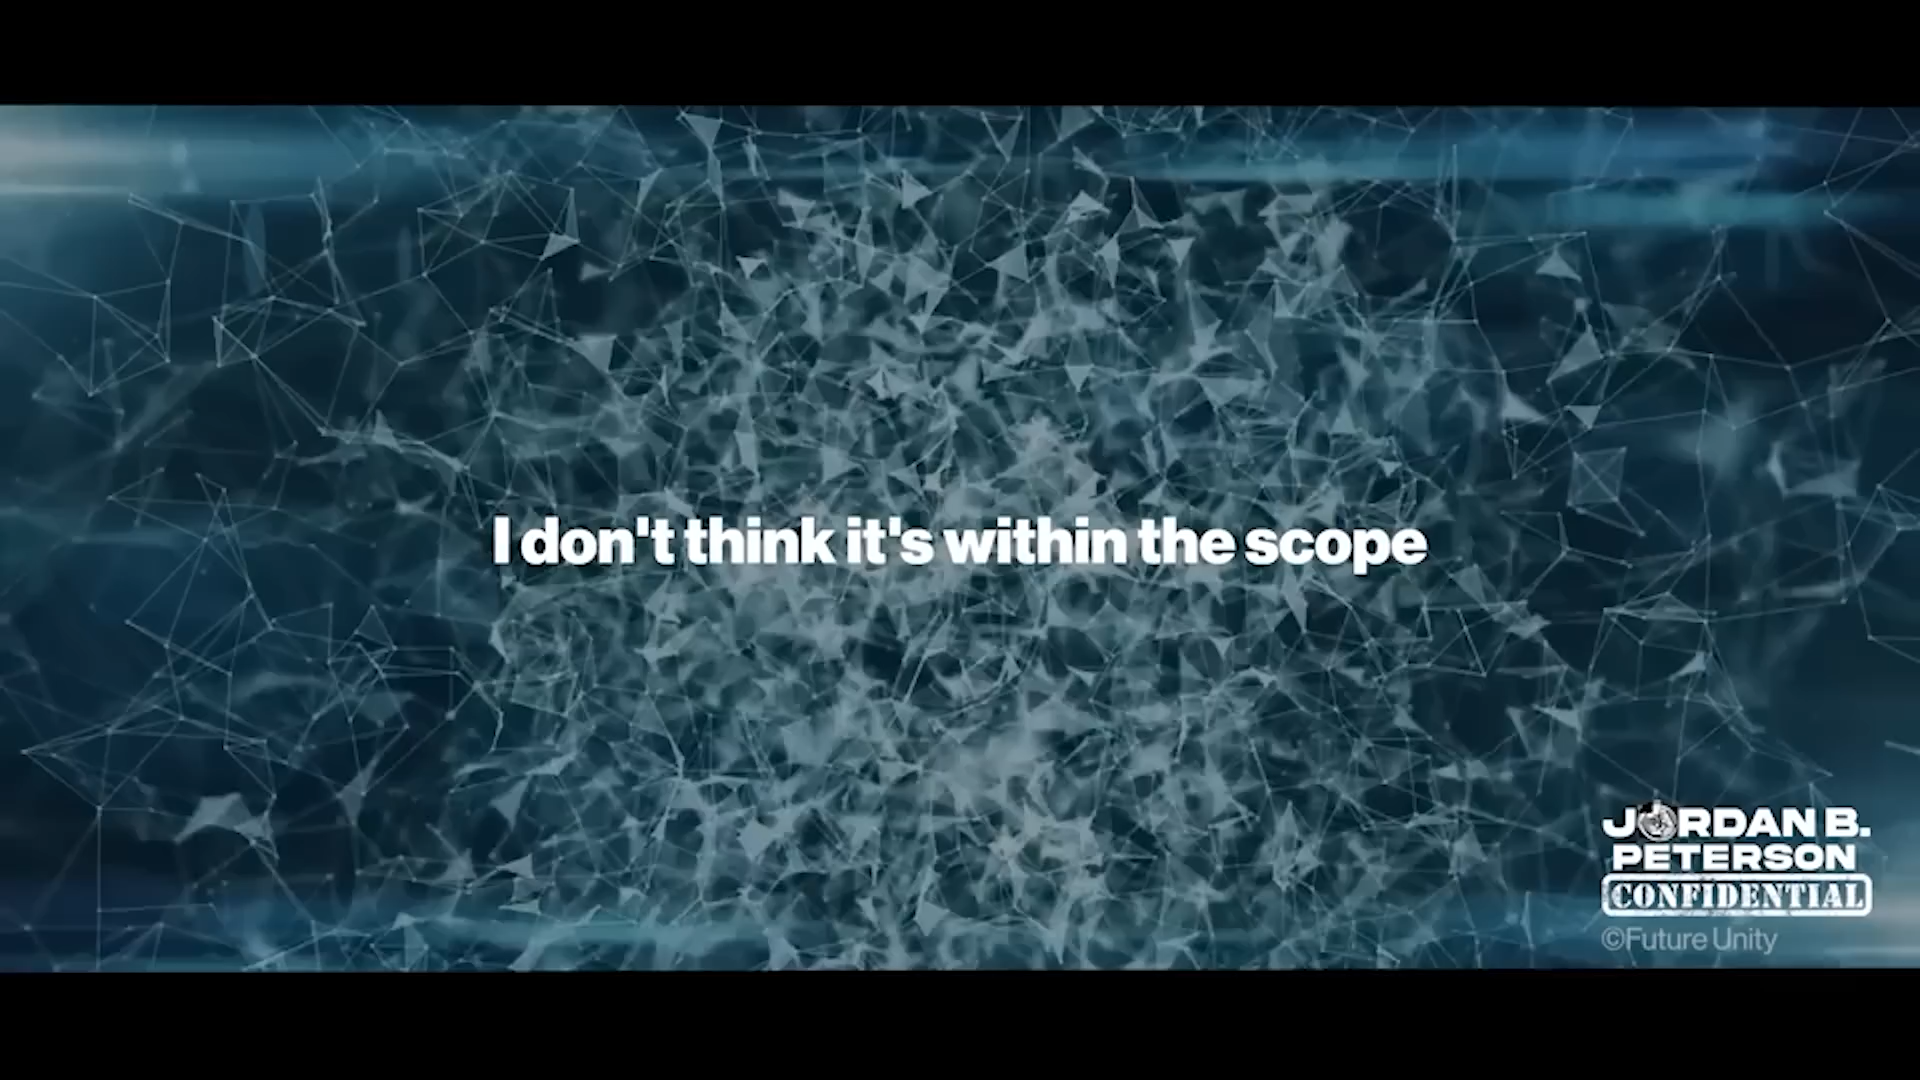 I don't think it's within the scope
JORDAN B.
PETERSON
CONFIDENTIAL
©Future Unity